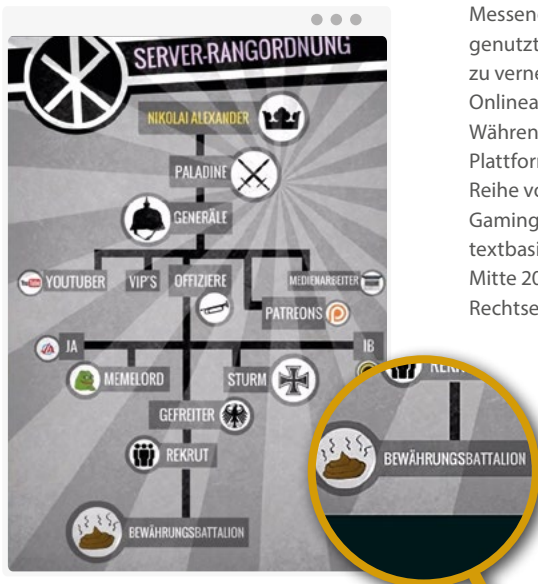 SERVER-RANGORDNUNG
NIKOLAI ALEXANDER
PALADINE
GENERÄLE
YOUTUBER
VIP'S
OFFIZIERE
MEDIENARBEITER
PATREONS
JA
IB
MEMELORD
STURM
GEFREITER
REKRUT
BEWÄHRUNGSBATTALION
BEWÄHRUNGSBATTALION
genutzt
zu verne
Onlinea
Währen
Plattforn
Reihe vo
Gaming
textbasi
Mitte 20
Rechtse